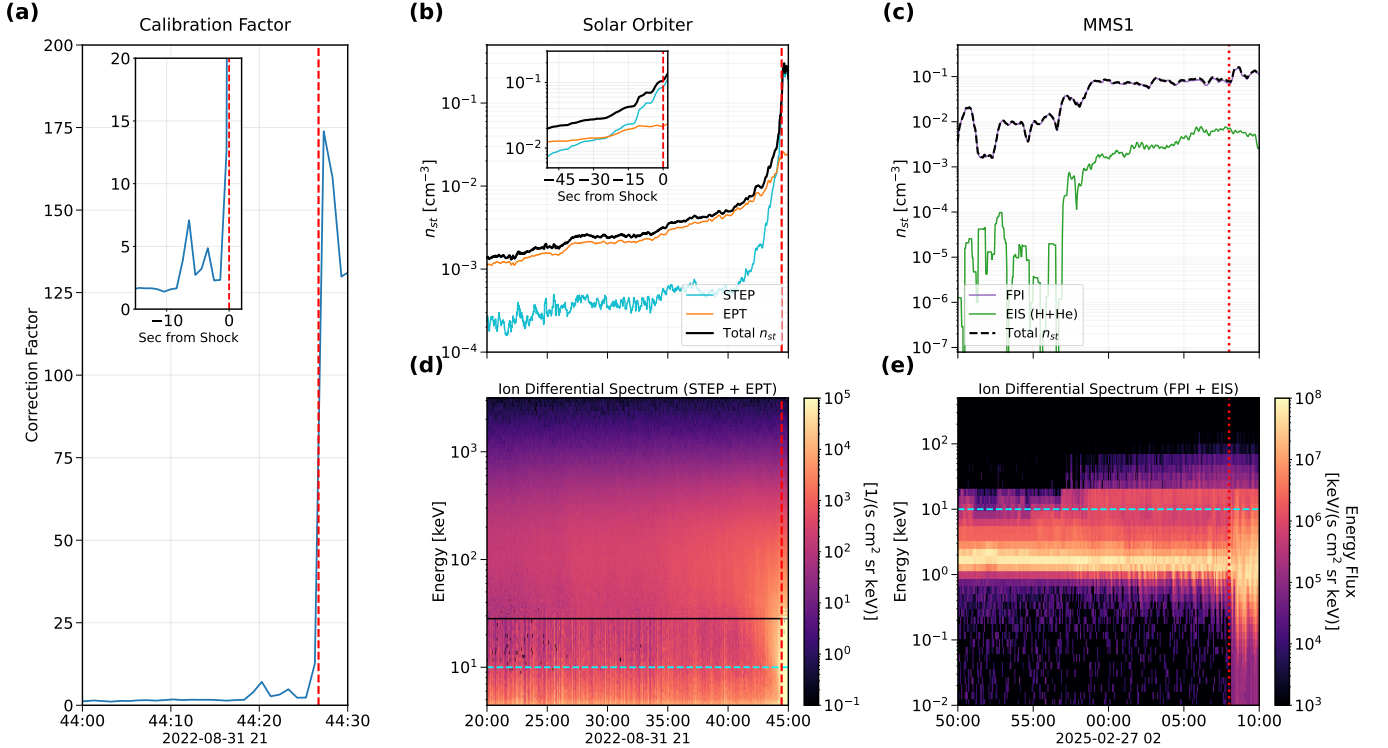 (a)
Calibration Factor
Correction Factor
200
175
150
125
100
75
50
25
0
44:00
44:10
44:20
44:30
2022-08-31 21
20
15
10
5
0
−10
0
Sec from Shock
(b)
Solar Orbiter
n_st [cm⁻³]
10⁻¹
10⁻²
10⁻³
10⁻⁴
10⁻¹
10⁻²
−45
−30
−15
0
Sec from Shock
STEP
EPT
Total n_st
(c)
MMS1
n_st [cm⁻³]
10⁻¹
10⁻²
10⁻³
10⁻⁴
10⁻⁵
10⁻⁶
10⁻⁷
FPI
EIS (H+He)
Total n_st
(d)
Ion Differential Spectrum (STEP + EPT)
Energy [keV]
10³
10²
10¹
20:00
25:00
30:00
35:00
40:00
45:00
2022-08-31 21
10⁵
10⁴
10³
10²
10¹
10⁰
10⁻¹
[1/(s cm² sr keV)]
(e)
Ion Differential Spectrum (FPI + EIS)
Energy [keV]
10²
10¹
10⁰
10⁻¹
10⁻²
50:00
55:00
00:00
05:00
10:00
2025-02-27 02
10⁸
10⁷
10⁶
10⁵
10⁴
10³
Energy Flux
[keV/(s cm² sr keV)]